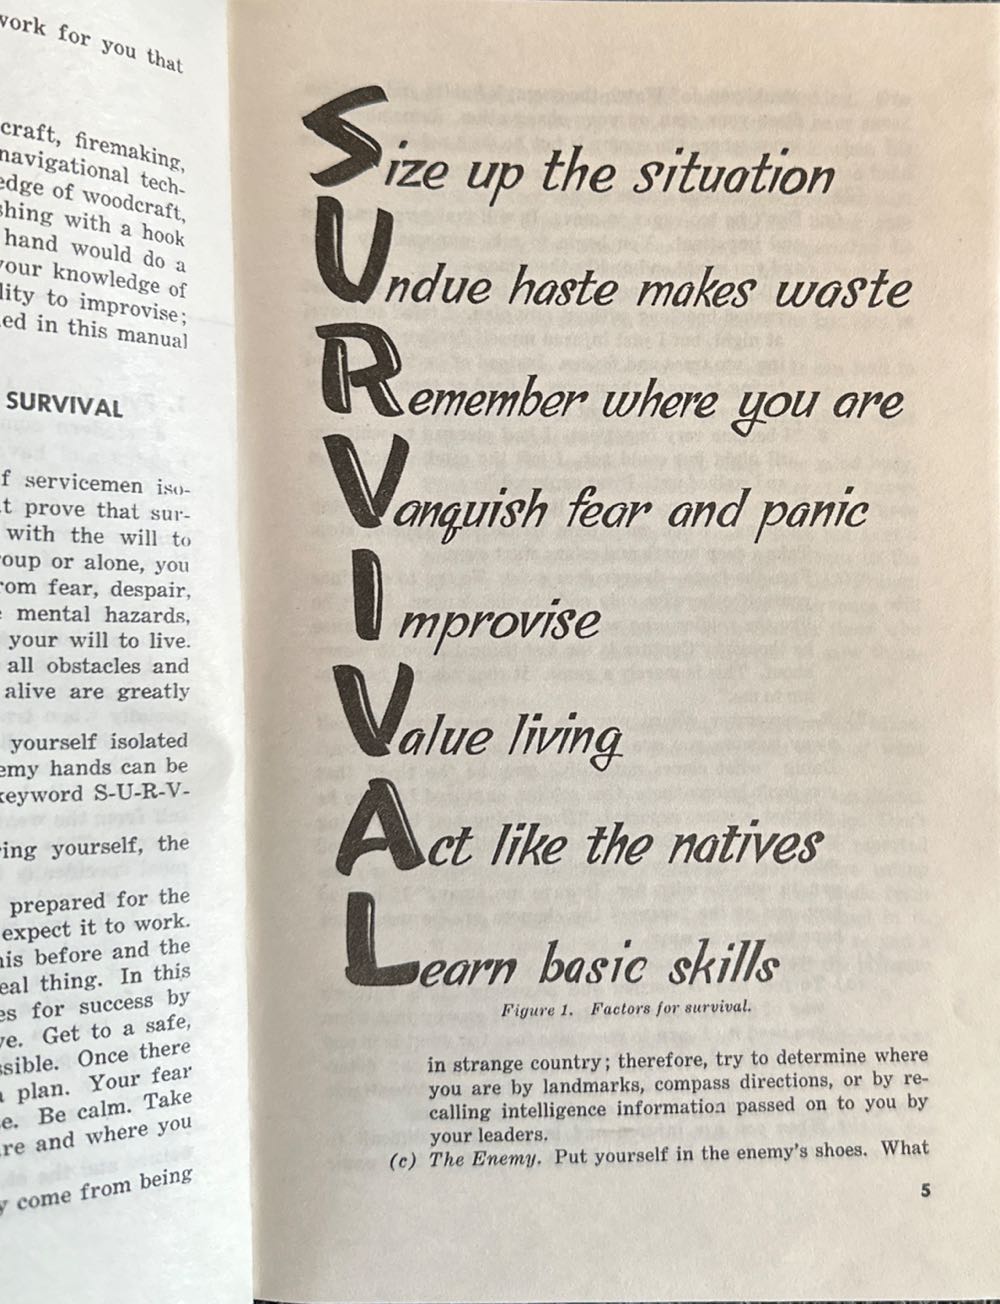 work for you that
craft, firemaking,
navigational tech-
edge of woodcraft,
shing with a hook
hand would do a
your knowledge of
lity to improvise;
ed in this manual
SURVIVAL
f servicemen iso-
t prove that sur-
with the will to
oup or alone, you
rom fear, despair,
mental hazards,
your will to live.
all obstacles and
alive are greatly
yourself isolated
emy hands can be
keyword S-U-R-V-
ing yourself, the
prepared for the
expect it to work.
his before and the
eal thing. In this
es for success by
ve. Get to a safe,
ssible. Once there
plan. Your fear
e. Be calm. Take
re and where you
y come from being
Size up the situation
Undue haste makes waste
Remember where you are
Vanquish fear and panic
Improvise
Value living
Act like the natives
Learn basic skills
Figure 1. Factors for survival.
in strange country; therefore, try to determine where
you are by landmarks, compass directions, or by re-
calling intelligence information passed on to you by
your leaders.
(c) The Enemy. Put yourself in the enemy's shoes. What
5